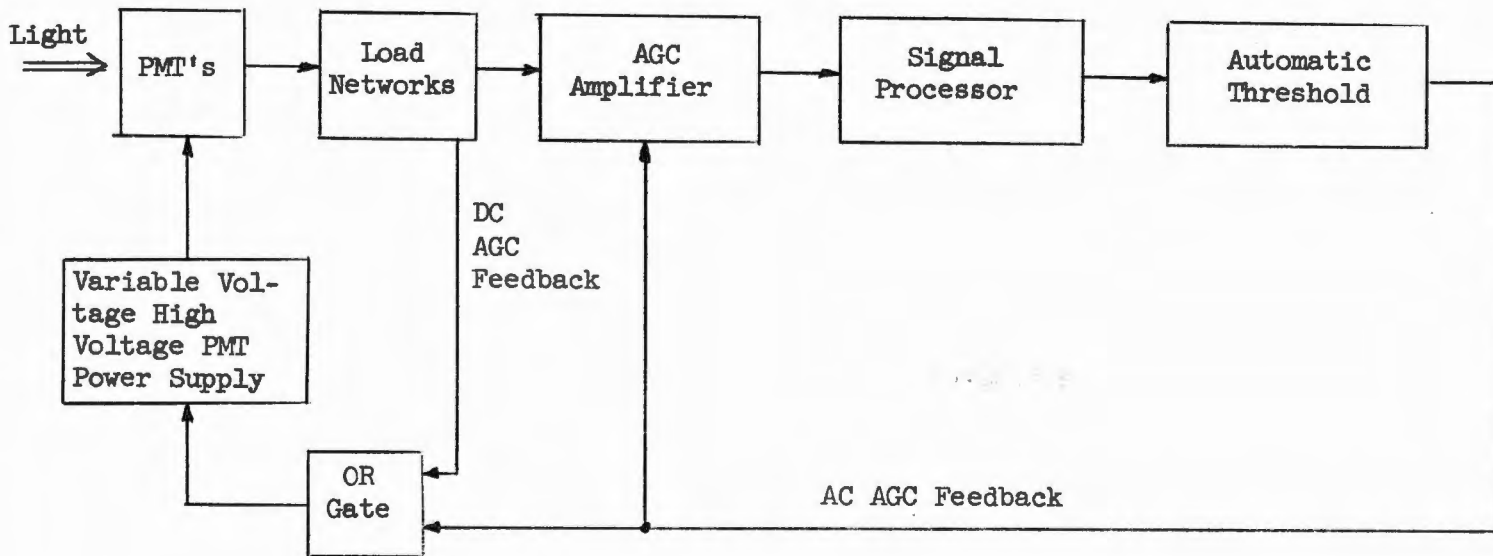 Light
PMT's
Load
Networks
AGC
Amplifier
Signal
Processor
Automatic
Threshold
DC
AGC
Feedback
Variable Vol-
tage High
Voltage PMT
Power Supply
OR
Gate
AC AGC Feedback